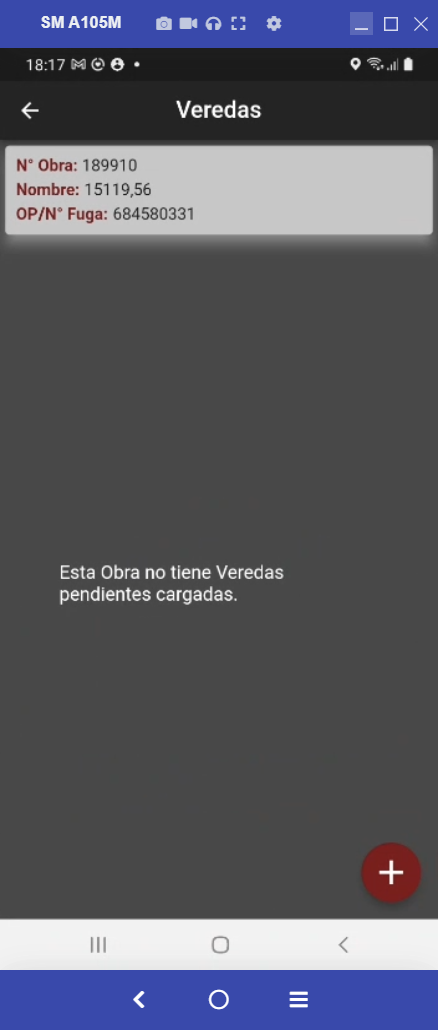 SM A105M
18:17
Veredas
N° Obra: 189910
Nombre: 15119,56
OP/N° Fuga: 684580331
Esta Obra no tiene Veredas
pendientes cargadas.